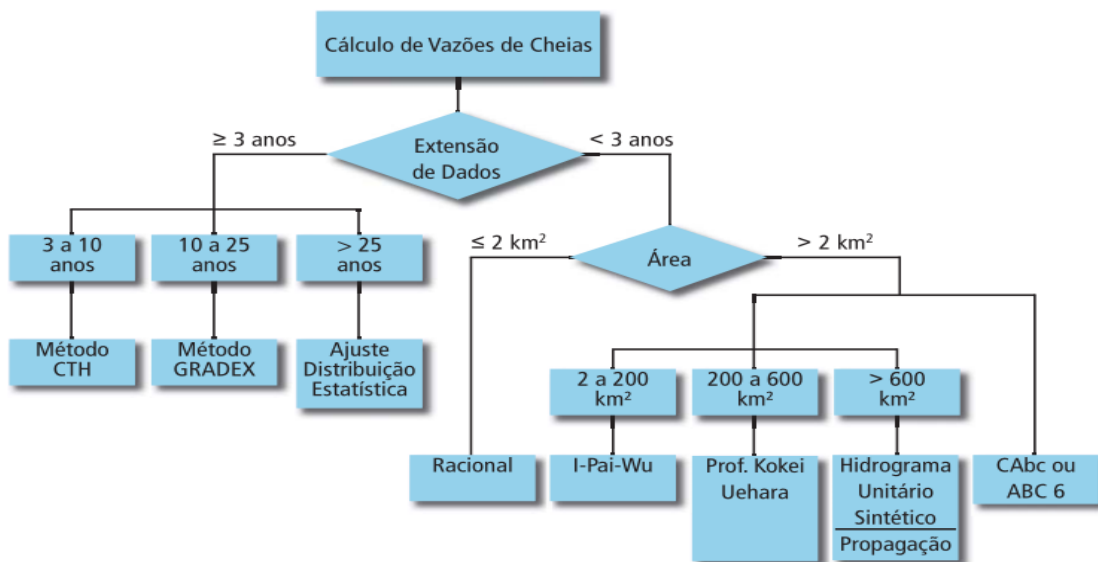 Cálculo de Vazões de Cheias
≥ 3 anos
< 3 anos
Extensão
de Dados
3 a 10
anos
10 a 25
anos
> 25
anos
≤ 2 km²
Área
> 2 km²
Método
CTH
Método
GRADEX
Ajuste
Distribuição
Estatística
2 a 200
km²
200 a 600
km²
> 600
km²
Racional
I-Pai-Wu
Prof. Kokei
Uehara
Hidrograma
Unitário
Sintético
Propagação
CAbc ou
ABC 6